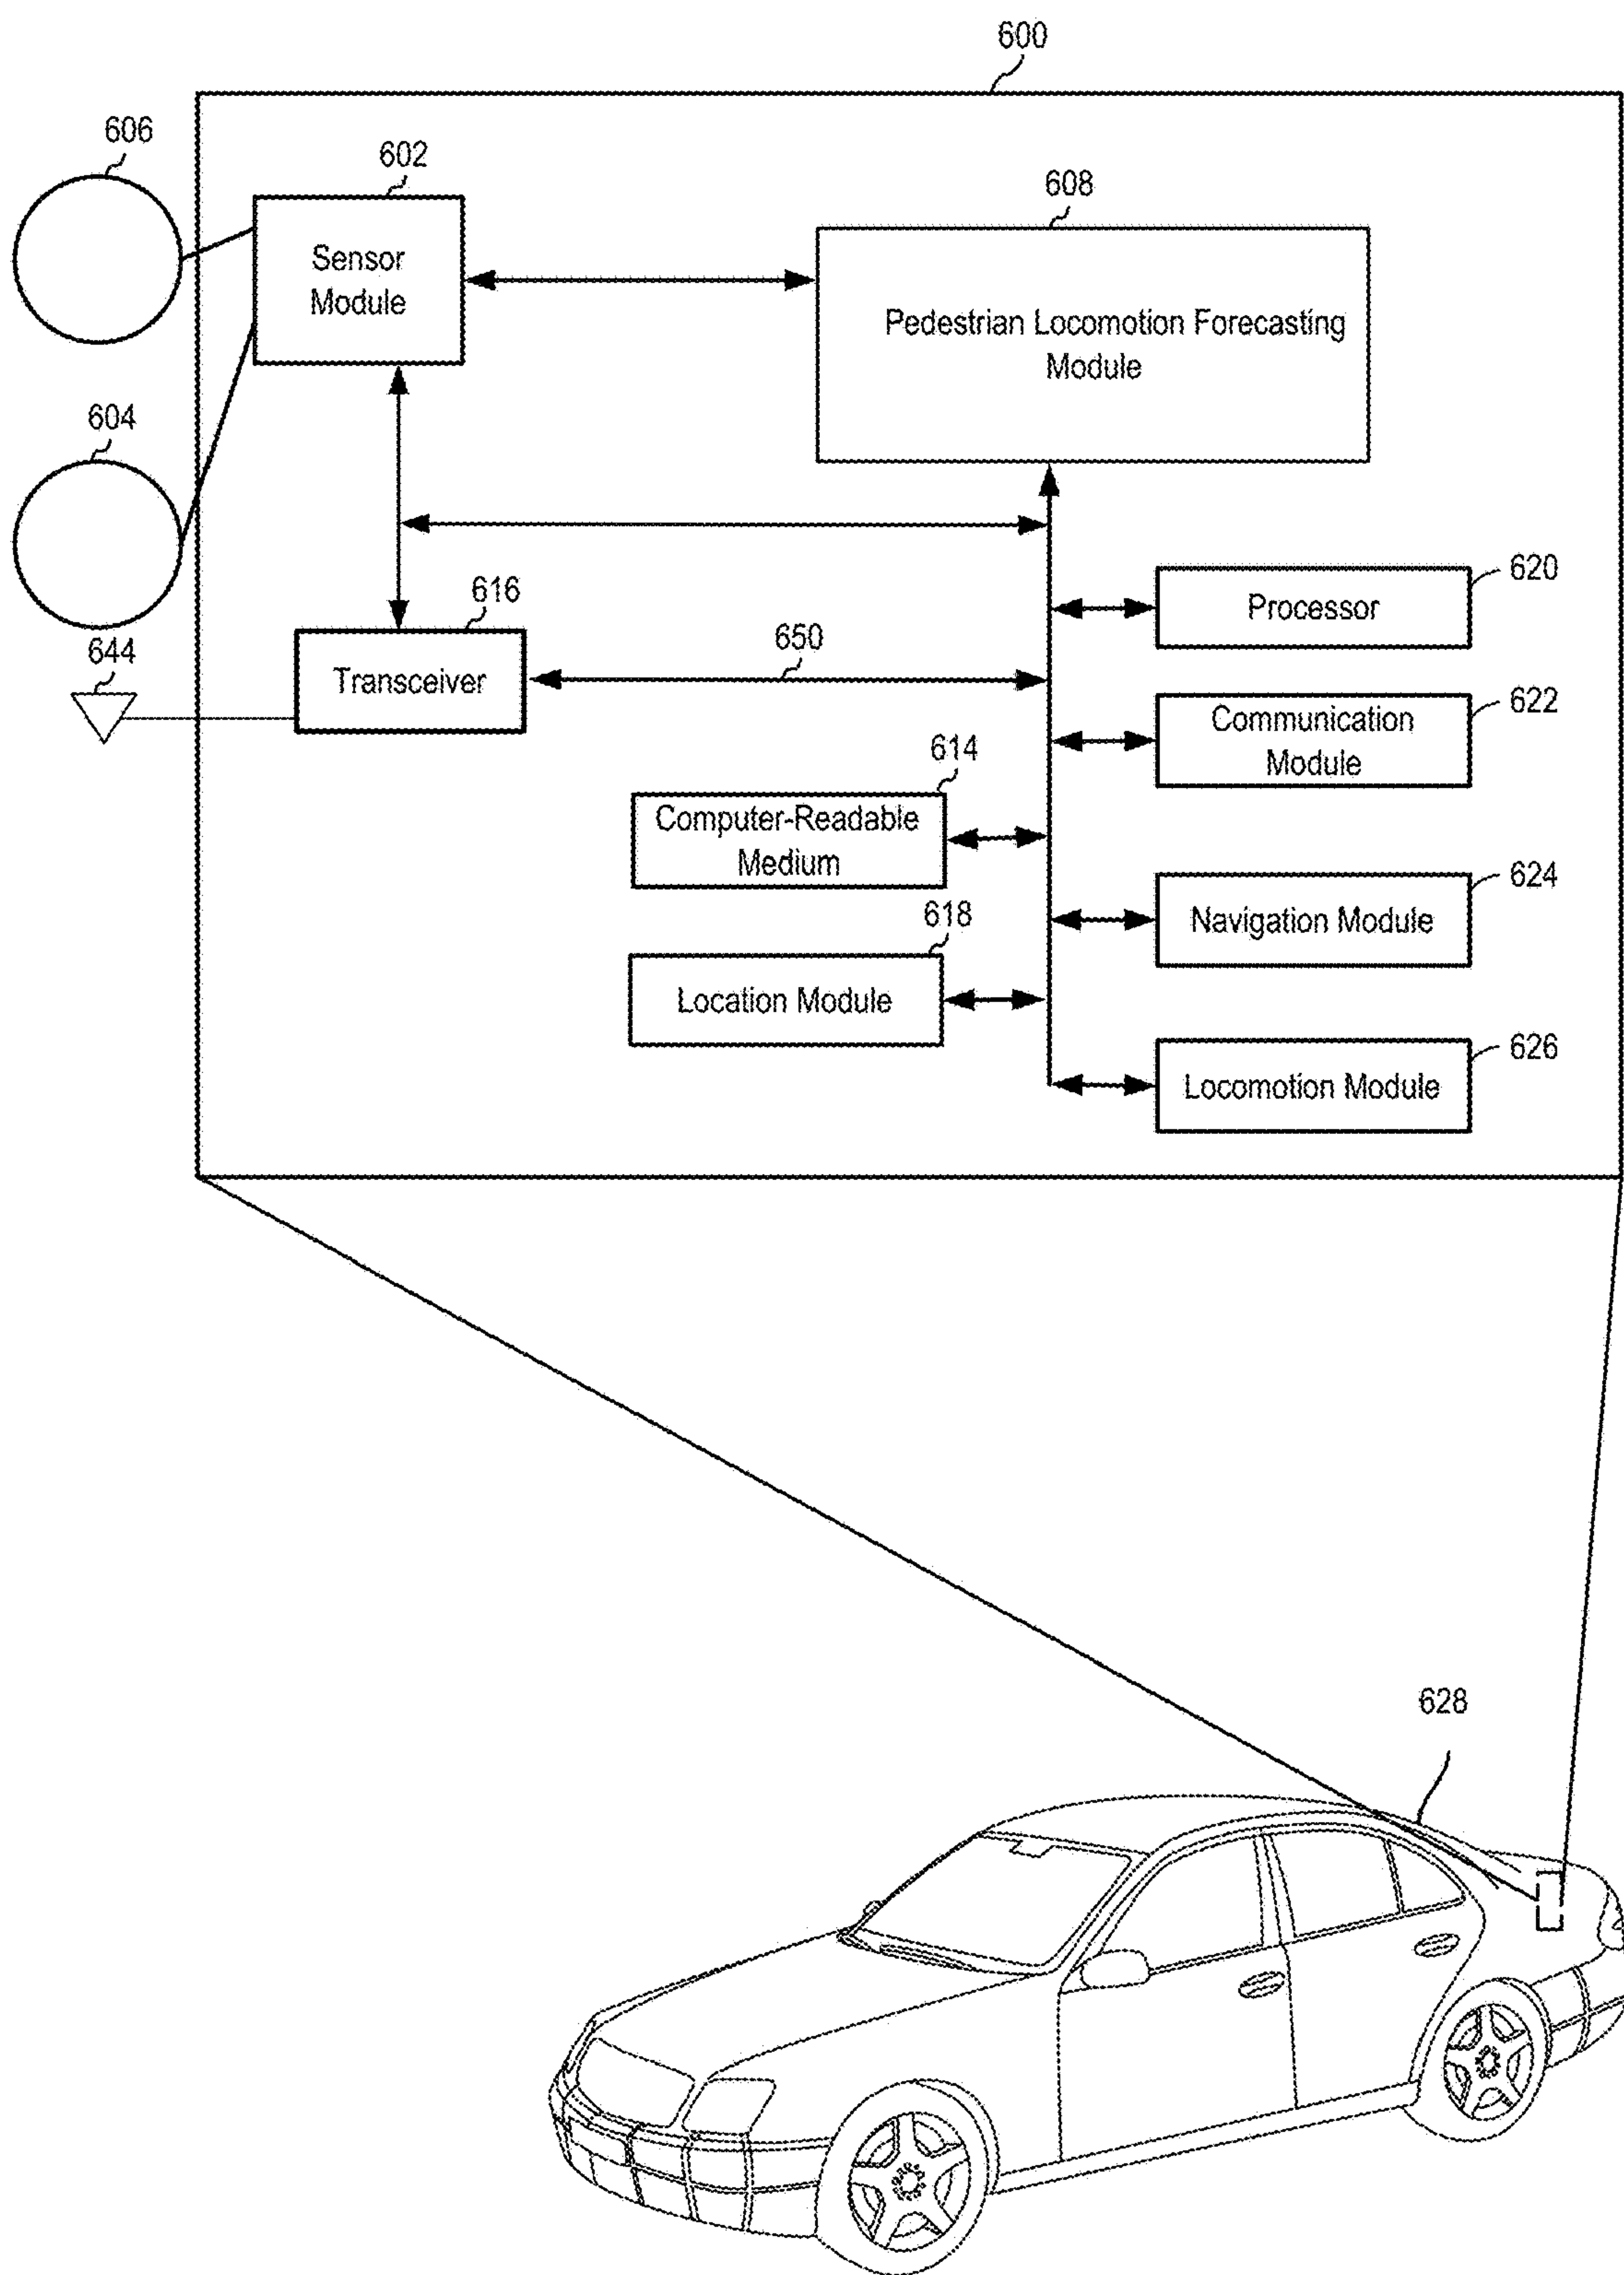 600
606
602
608
Sensor
Module
Pedestrian Locomotion Forecasting
Module
604
644
616
650
620
Transceiver
Processor
622
Communication
Module
614
Computer-Readable
Medium
624
Navigation Module
618
Location Module
626
Locomotion Module
628